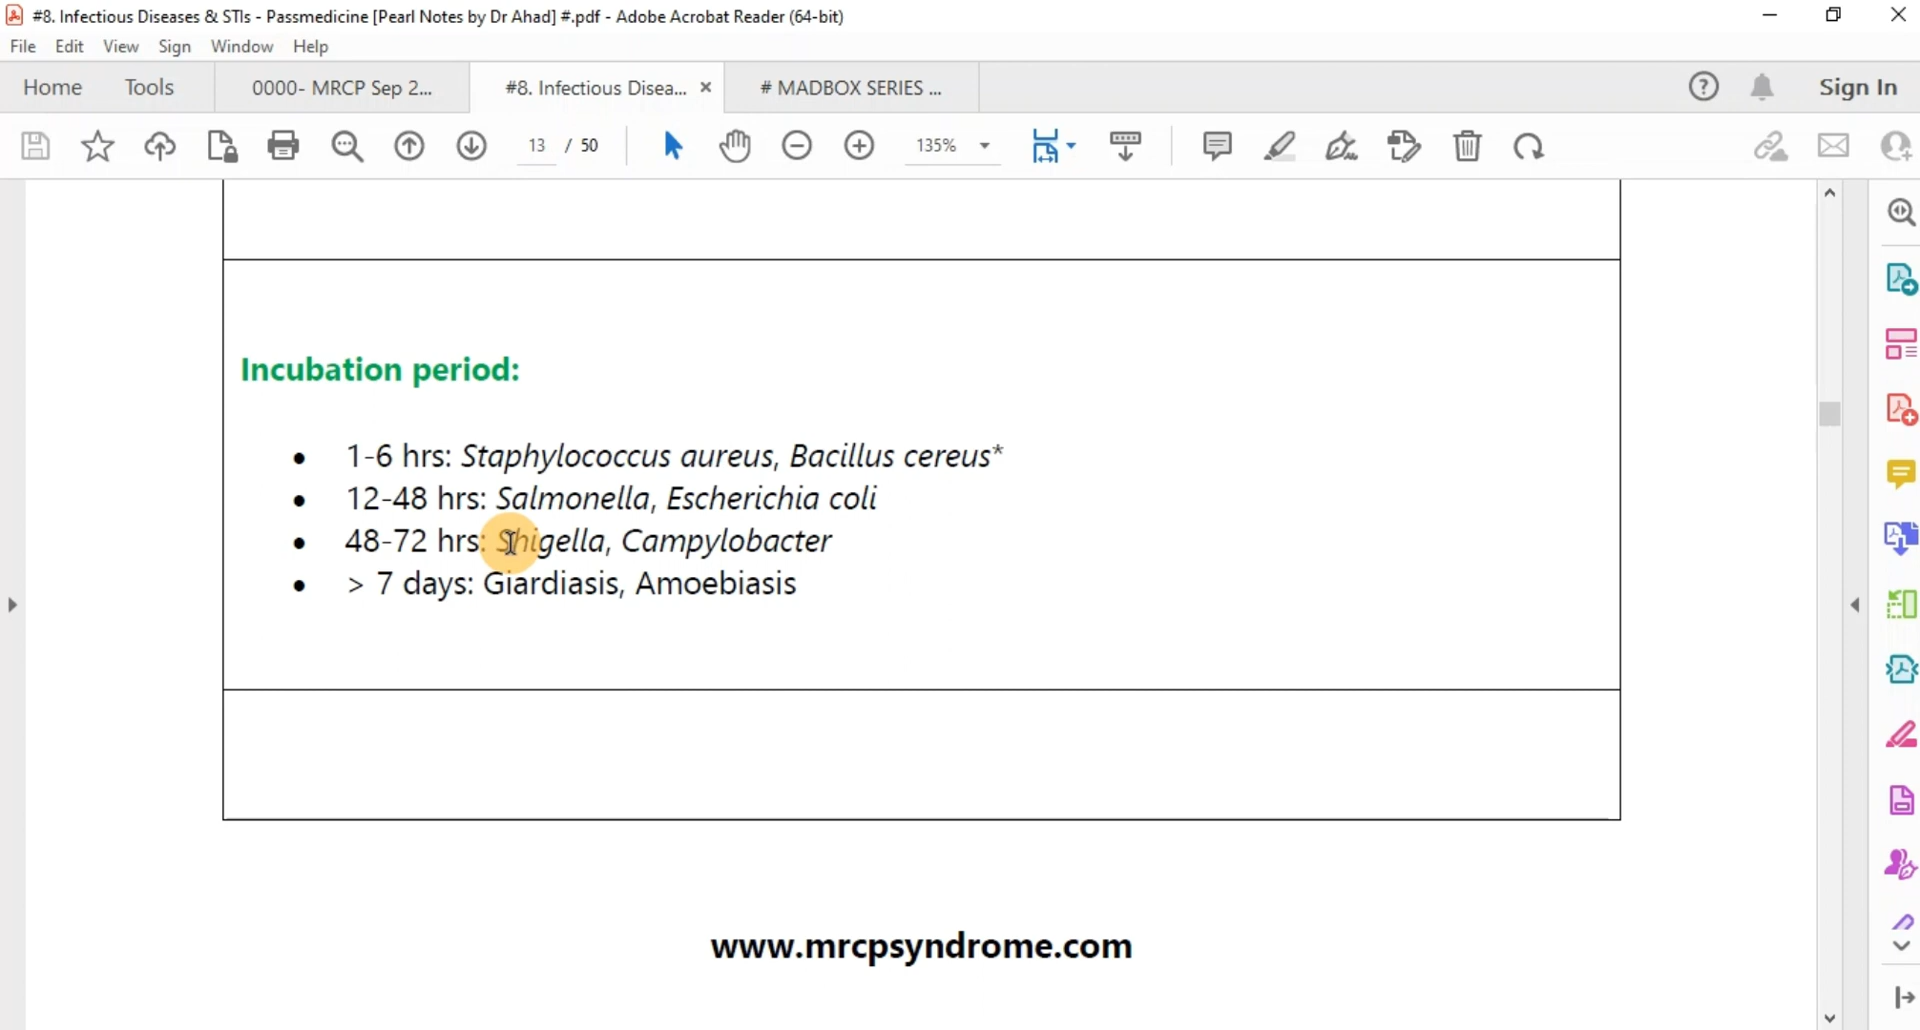 #8. Infectious Diseases & STIs - Passmedicine [Pearl Notes by Dr Ahad] #.pdf - Adobe Acrobat Reader (64-bit)
File Edit View Sign Window Help
Home Tools 0000- MRCP Sep 2... #8. Infectious Disea... × # MADBOX SERIES ... Sign In
13 / 50 135%
Incubation period:
• 1-6 hrs: Staphylococcus aureus, Bacillus cereus*
• 12-48 hrs: Salmonella, Escherichia coli
• 48-72 hrs: Shigella, Campylobacter
• > 7 days: Giardiasis, Amoebiasis
www.mrcpsyndrome.com